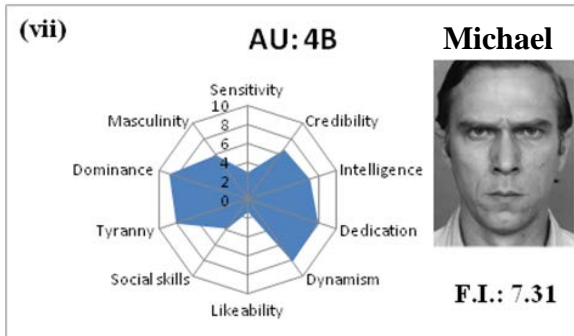 (vii)
AU: 4B
Michael
Sensitivity
10
Masculinity
Credibility
8
6
Dominance
4
Intelligence
2
0
Tyranny
Dedication
Social skills
Dynamism
Likeability
F.I.: 7.31